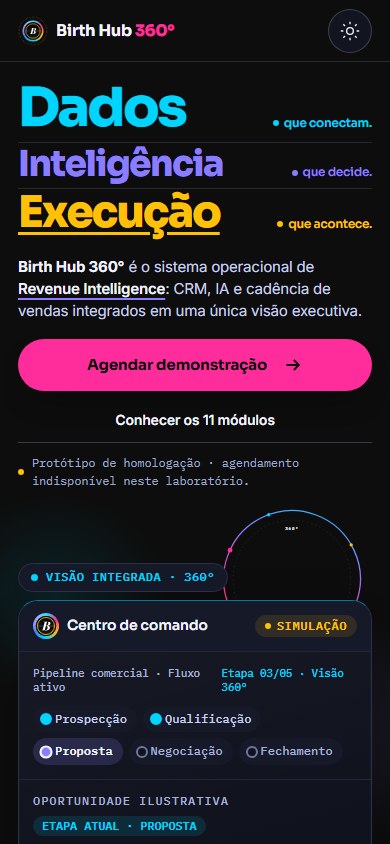 B
Birth Hub 360°
Dados
• que conectam.
Inteligência
• que decide.
Execução
• que acontece.
Birth Hub 360° é o sistema operacional de
Revenue Intelligence: CRM, IA e cadência de
vendas integrados em uma única visão executiva.
Agendar demonstração →
Conhecer os 11 módulos
• Protótipo de homologação · agendamento
indisponível neste laboratório.
360°
• VISÃO INTEGRADA · 360°
B
Centro de comando
• SIMULAÇÃO
Pipeline comercial · Fluxo
ativo
Etapa 03/05 · Visão
360°
Prospecção
Qualificação
Proposta
Negociação
Fechamento
OPORTUNIDADE ILUSTRATIVA
ETAPA ATUAL · PROPOSTA